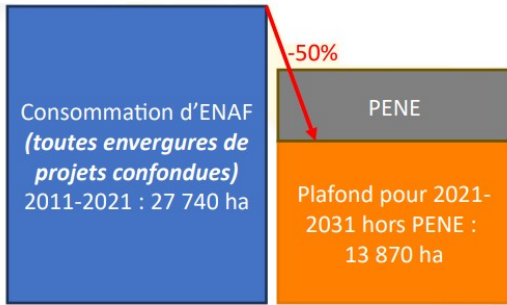 Consommation d'ENAF
(toutes envergures de
projets confondues)
2011-2021 : 27 740 ha
-50%
PENE
Plafond pour 2021-
2031 hors PENE :
13 870 ha